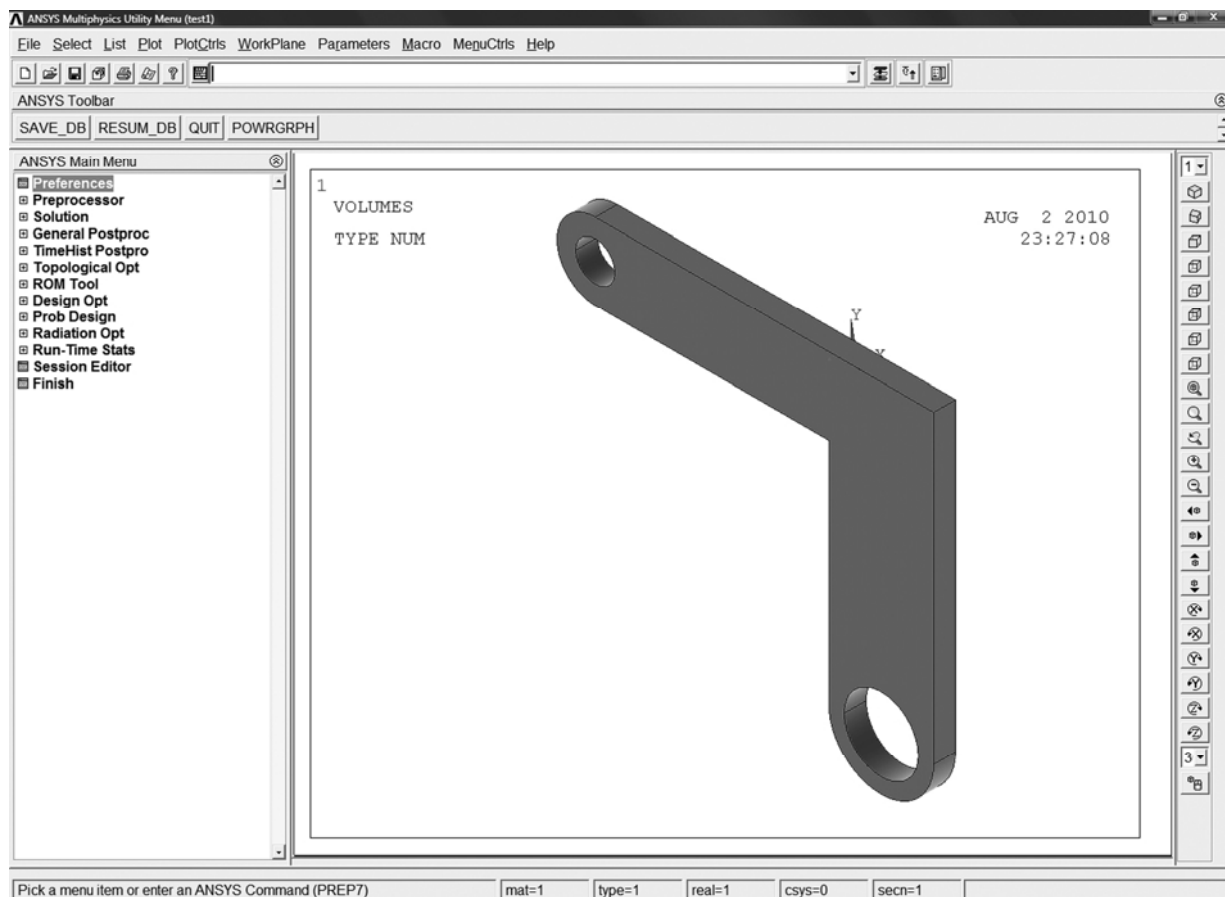 ANSYS Multiphysics Utility Menu (test1)
File Select List Plot PlotCtrls WorkPlane Parameters Macro MenuCtrls Help
ANSYS Toolbar
SAVE_DB RESUM_DB QUIT POWRGRPH
ANSYS Main Menu
Preferences
Preprocessor
Solution
General Postproc
TimeHist Postpro
Topological Opt
ROM Tool
Design Opt
Prob Design
Radiation Opt
Run-Time Stats
Session Editor
Finish
1
VOLUMES
TYPE NUM
AUG 2 2010
23:27:08
Y
X
1
3
Pick a menu item or enter an ANSYS Command (PREP7) mat=1 type=1 real=1 csys=0 secn=1